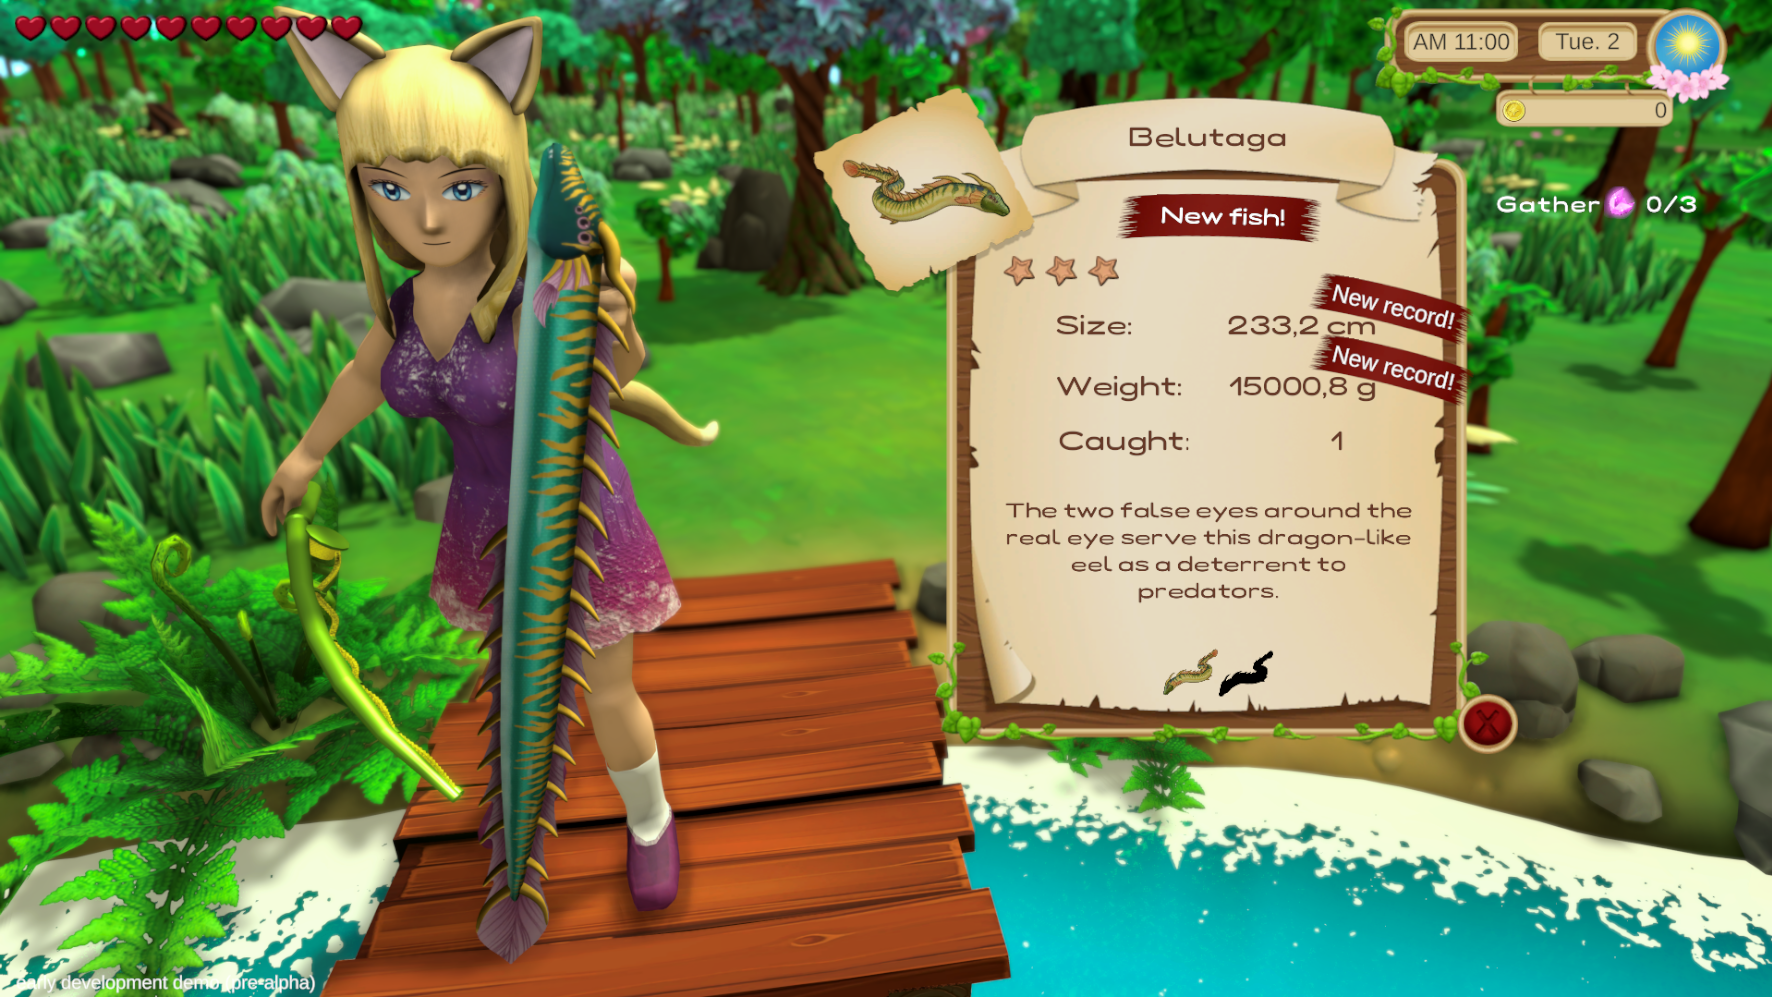 AM 11:00
Tue. 2
0
Belutaga
New fish!
Gather 0/3
New record!
Size: 233,2 cm
New record!
Weight: 15000,8 g
Caught: 1
The two false eyes around the
real eye serve this dragon-like
eel as a deterrent to
predators.
X
early development demo (pre-alpha)